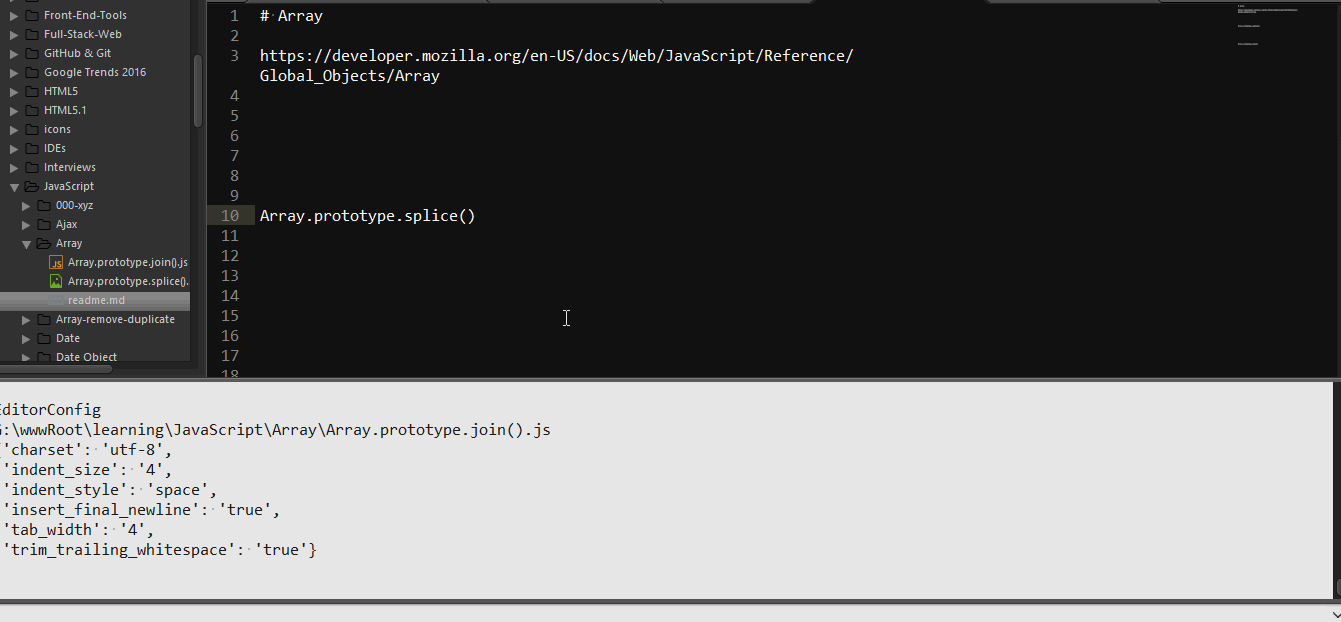 Front-End-Tools
Full-Stack-Web
GitHub & Git
Google Trends 2016
HTML5
HTML5.1
icons
IDEs
Interviews
JavaScript
000-xyz
Ajax
Array
JS Array.prototype.join().js
Array.prototype.splice().
readme.md
Array-remove-duplicate
Date
Date Object
1 # Array
2
3 https://developer.mozilla.org/en-US/docs/Web/JavaScript/Reference/
Global_Objects/Array
4
5
6
7
8
9
10 Array.prototype.splice()
11
12
13
14
15
16
17
18
EditorConfig
G:\wwwRoot\learning\JavaScript\Array\Array.prototype.join().js
{'charset': 'utf-8',
'indent_size': '4',
'indent_style': 'space',
'insert_final_newline': 'true',
'tab_width': '4',
'trim_trailing_whitespace': 'true'}